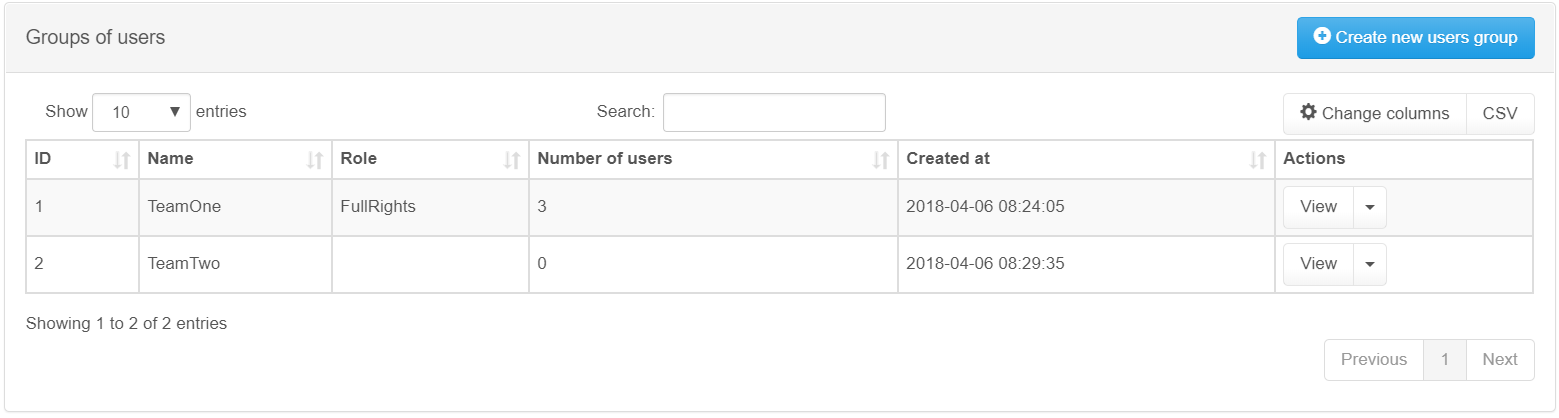 Groups of users
Create new users group
Show 10 entries
Search:
Change columns
CSV
ID Name Role Number of users Created at Actions
1 TeamOne FullRights 3 2018-04-06 08:24:05 View
2 TeamTwo 0 2018-04-06 08:29:35 View
Showing 1 to 2 of 2 entries
Previous 1 Next